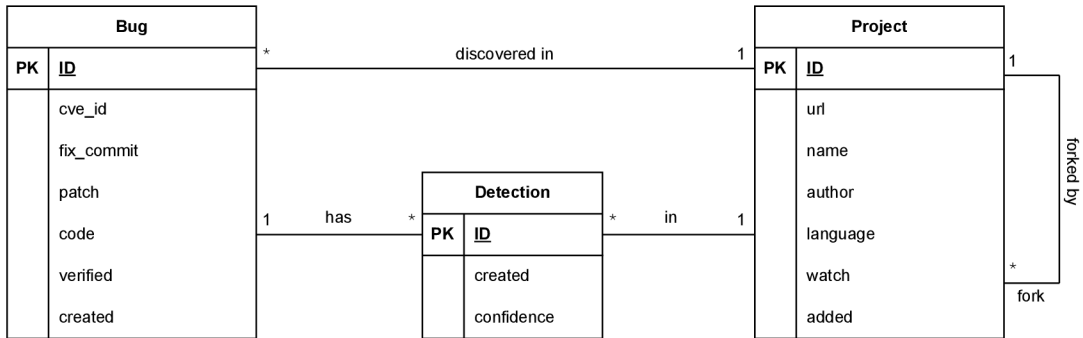 Bug
PK ID
cve_id
fix_commit
patch
code
verified
created
* discovered in 1
1 has *
Detection
PK ID
created
confidence
* in 1
Project
PK ID
url
name
author
language
watch
added
1
forked by
*
fork